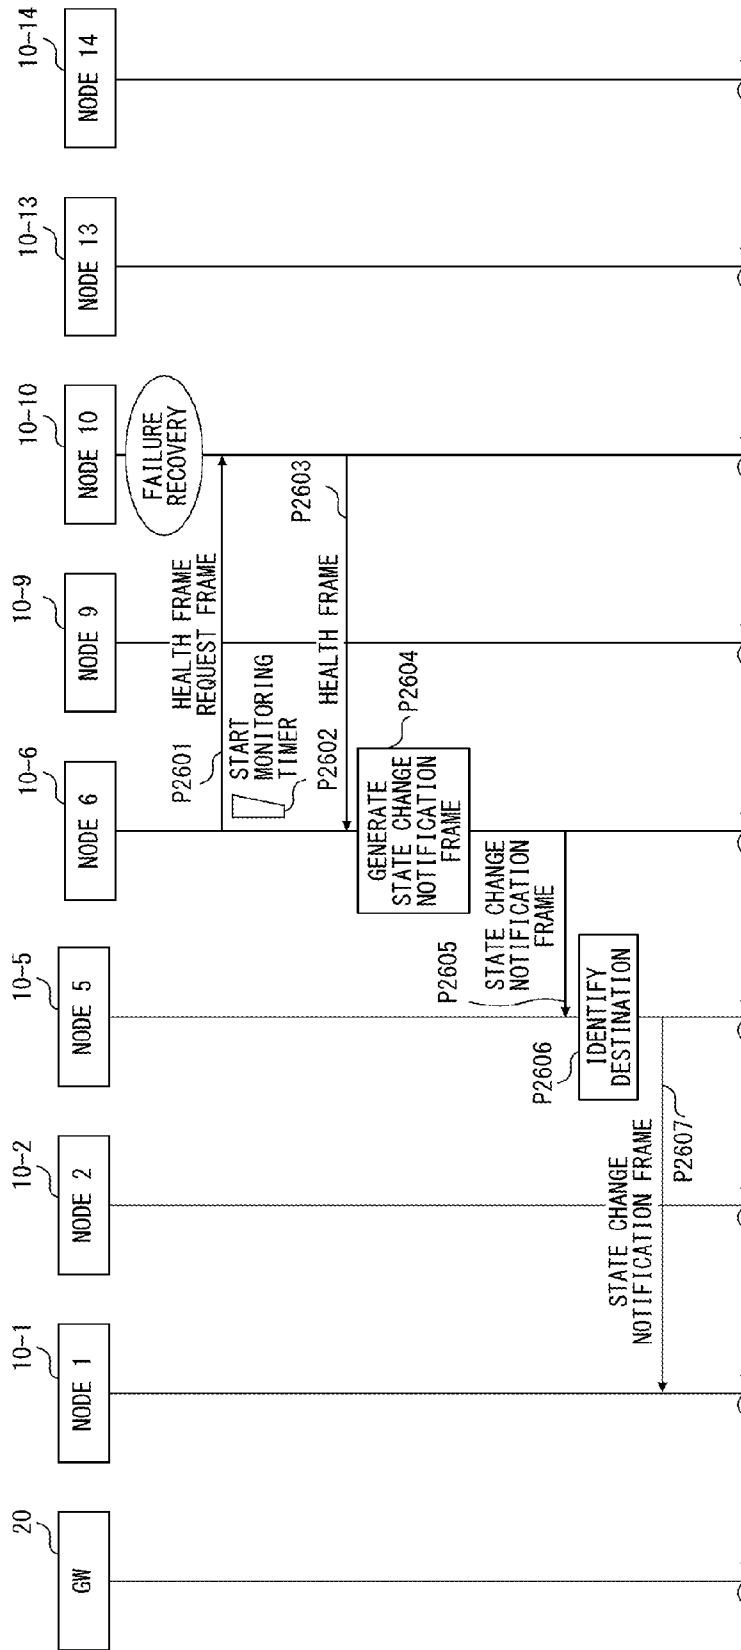 20
GW
10-1
NODE 1
10-2
NODE 2
10-5
NODE 5
10-6
NODE 6
10-9
NODE 9
10-10
NODE 10
10-13
NODE 13
10-14
NODE 14
FAILURE
RECOVERY
P2601
HEALTH FRAME
REQUEST FRAME
START
MONITORING
TIMER
P2602
HEALTH FRAME
P2603
GENERATE
STATE CHANGE
NOTIFICATION
FRAME
P2604
P2605
STATE CHANGE
NOTIFICATION
FRAME
P2606
IDENTIFY
DESTINATION
STATE CHANGE
NOTIFICATION FRAME
P2607